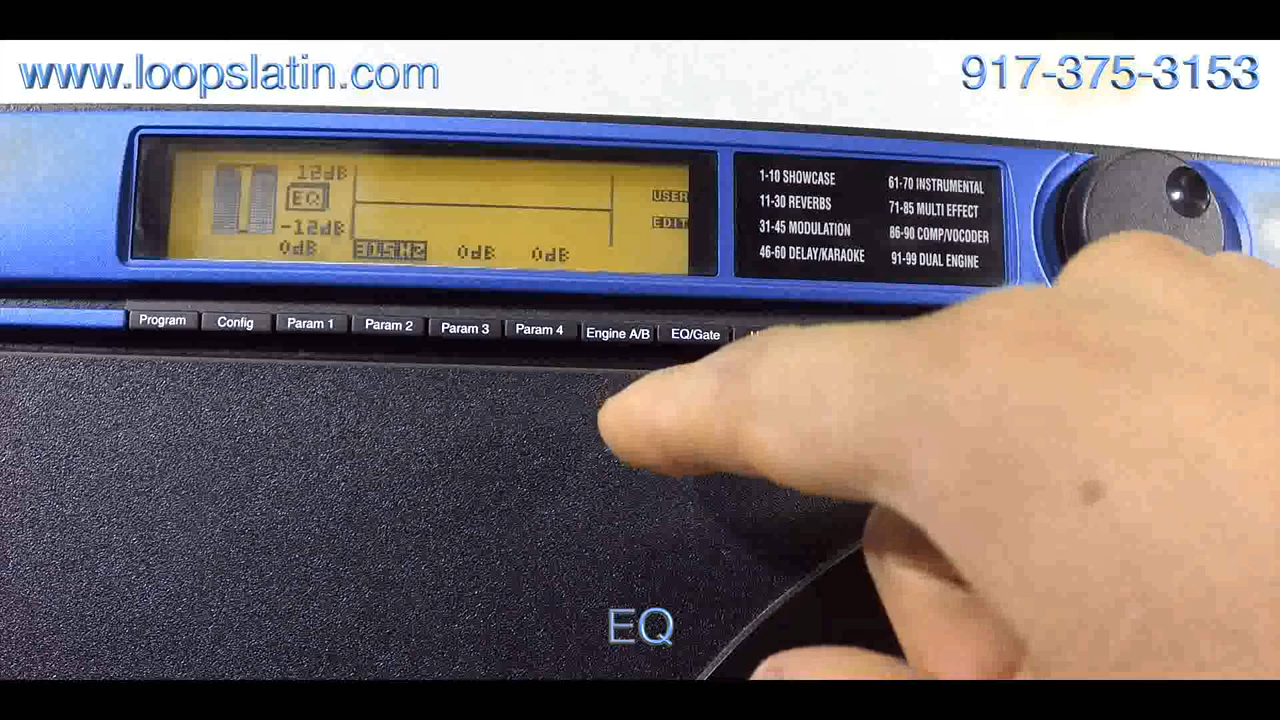 www.loopslatin.com
917-375-3153
12dB
EQ
-12dB
0dB
0dB
0dB
USER
EDIT
1-10 SHOWCASE
11-30 REVERBS
31-45 MODULATION
46-60 DELAY/KARAOKE
61-70 INSTRUMENTAL
71-85 MULTI EFFECT
86-90 COMP/VOCODER
91-99 DUAL ENGINE
Program
Config
Param 1
Param 2
Param 3
Param 4
Engine A/B
EQ/Gate
EQ